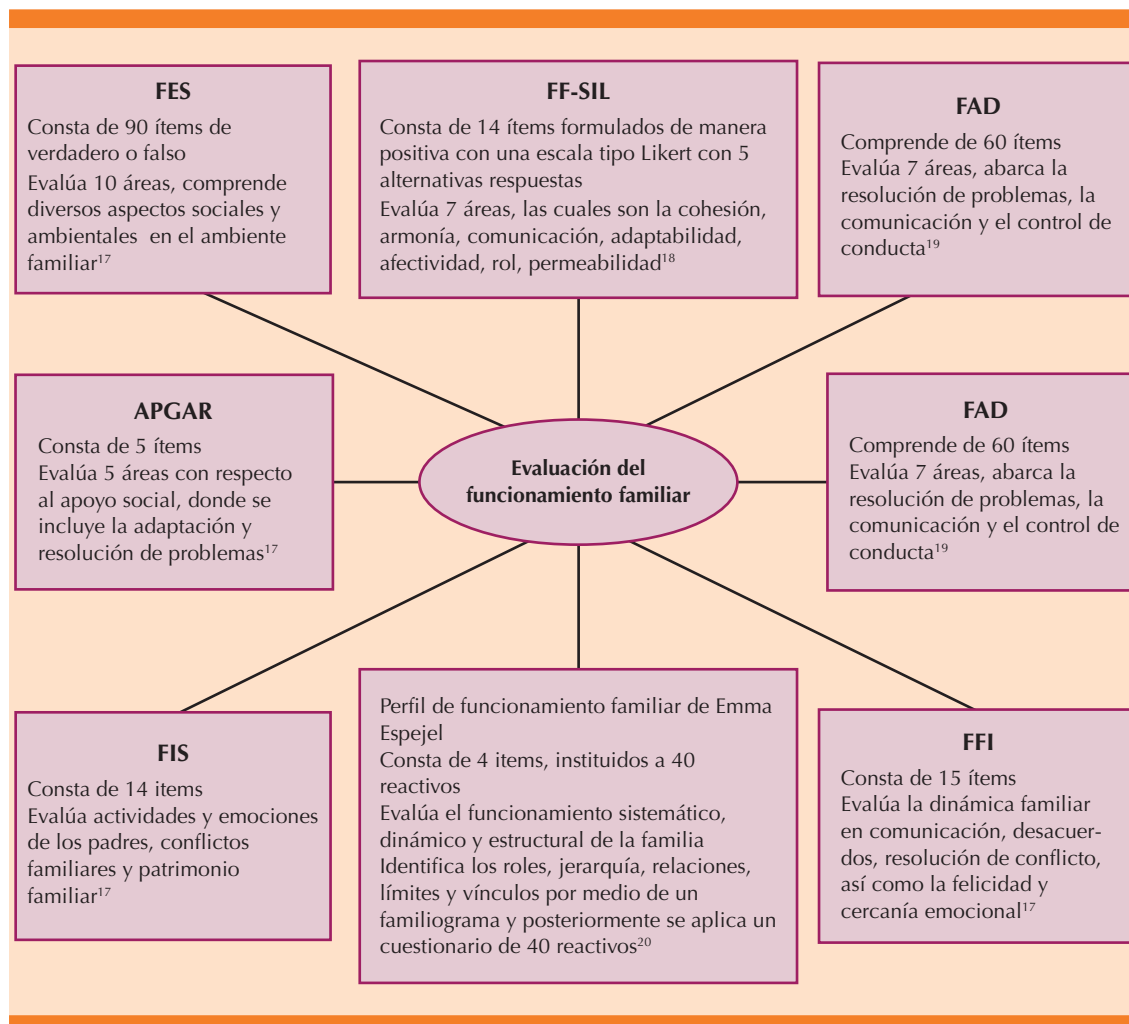 FES
Consta de 90 ítems de
verdadero o falso
Evalúa 10 áreas, comprende
diversos aspectos sociales y
ambientales en el ambiente
familiar17
FF-SIL
Consta de 14 ítems formulados de manera
positiva con una escala tipo Likert con 5
alternativas respuestas
Evalúa 7 áreas, las cuales son la cohesión,
armonía, comunicación, adaptabilidad,
afectividad, rol, permeabilidad18
FAD
Comprende de 60 ítems
Evalúa 7 áreas, abarca la
resolución de problemas, la
comunicación y el control de
conducta19
APGAR
Consta de 5 ítems
Evalúa 5 áreas con respecto
al apoyo social, donde se
incluye la adaptación y
resolución de problemas17
Evaluación del
funcionamiento familiar
FAD
Comprende de 60 ítems
Evalúa 7 áreas, abarca la
resolución de problemas, la
comunicación y el control de
conducta19
FIS
Consta de 14 items
Evalúa actividades y emociones
de los padres, conflictos
familiares y patrimonio
familiar17
Perfil de funcionamiento familiar de Emma
Espejel
Consta de 4 items, instituidos a 40
reactivos
Evalúa el funcionamiento sistemático,
dinámico y estructural de la familia
Identifica los roles, jerarquía, relaciones,
límites y vínculos por medio de un
familiograma y posteriormente se aplica un
cuestionario de 40 reactivos20
FFI
Consta de 15 ítems
Evalúa la dinámica familiar
en comunicación, desacuer-
dos, resolución de conflicto,
así como la felicidad y
cercanía emocional17